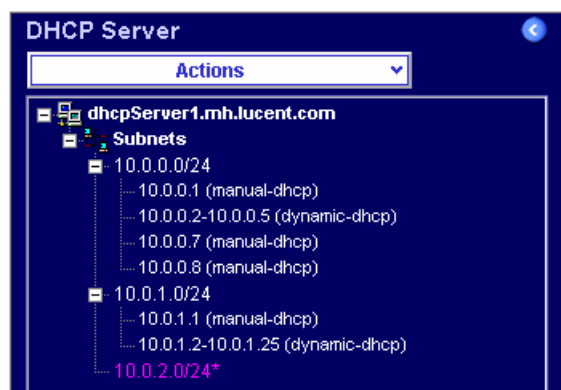 DHCP Server
Actions
dhcpServer1.mh.lucent.com
Subnets
10.0.0.0/24
10.0.0.1 (manual-dhcp)
10.0.0.2-10.0.0.5 (dynamic-dhcp)
10.0.0.7 (manual-dhcp)
10.0.0.8 (manual-dhcp)
10.0.1.0/24
10.0.1.1 (manual-dhcp)
10.0.1.2-10.0.1.25 (dynamic-dhcp)
10.0.2.0/24*